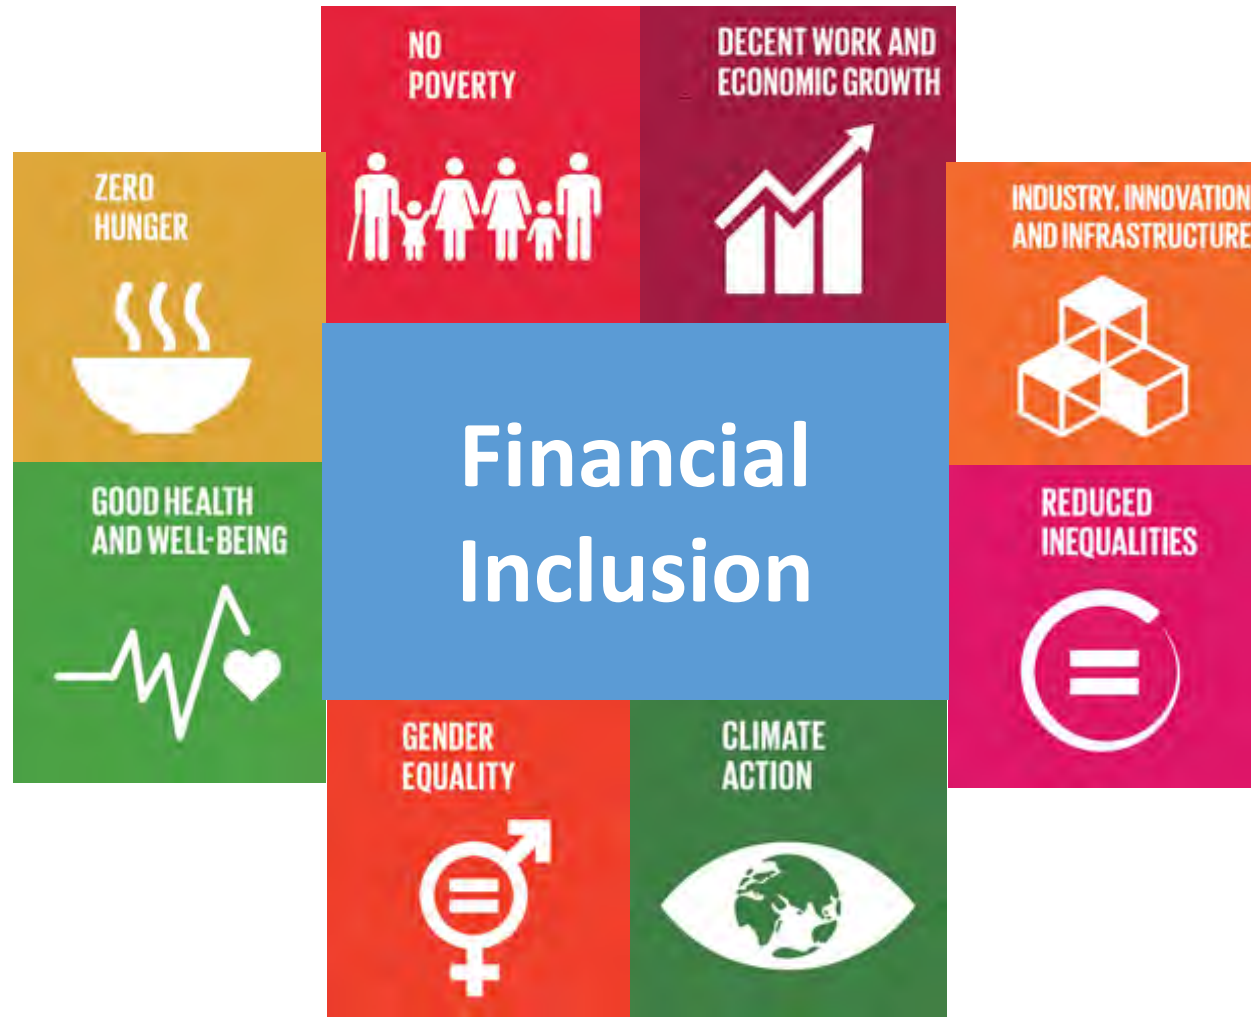 NO
POVERTY
DECENT WORK AND
ECONOMIC GROWTH
ZERO
HUNGER
INDUSTRY, INNOVATION
AND INFRASTRUCTURE
Financial
Inclusion
GOOD HEALTH
AND WELL-BEING
REDUCED
INEQUALITIES
GENDER
EQUALITY
CLIMATE
ACTION